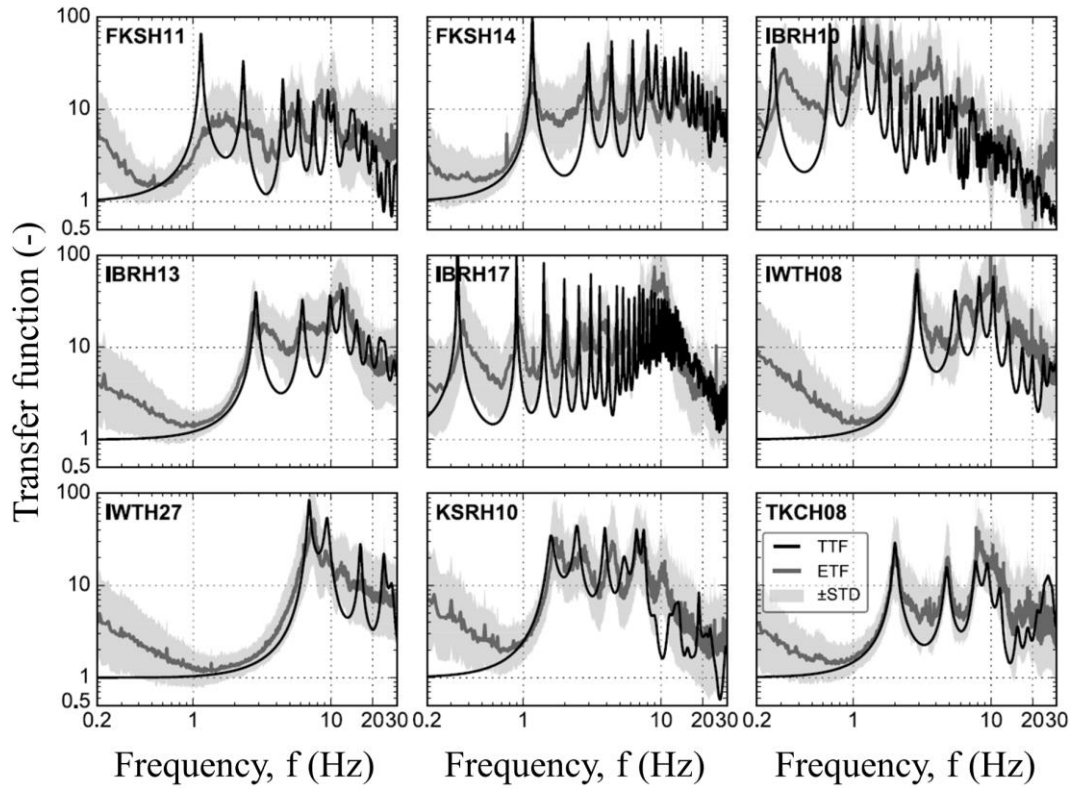 Transfer function (-)
FKSH11
FKSH14
IBRH10
100
10
1
0.5
IBRH13
IBRH17
IWTH08
100
10
1
0.5
IWTH27
KSRH10
TKCH08
TTF
ETF
±STD
100
10
1
0.5
0.2 1 10 2030
0.2 1 10 2030
0.2 1 10 2030
Frequency, f (Hz)
Frequency, f (Hz)
Frequency, f (Hz)